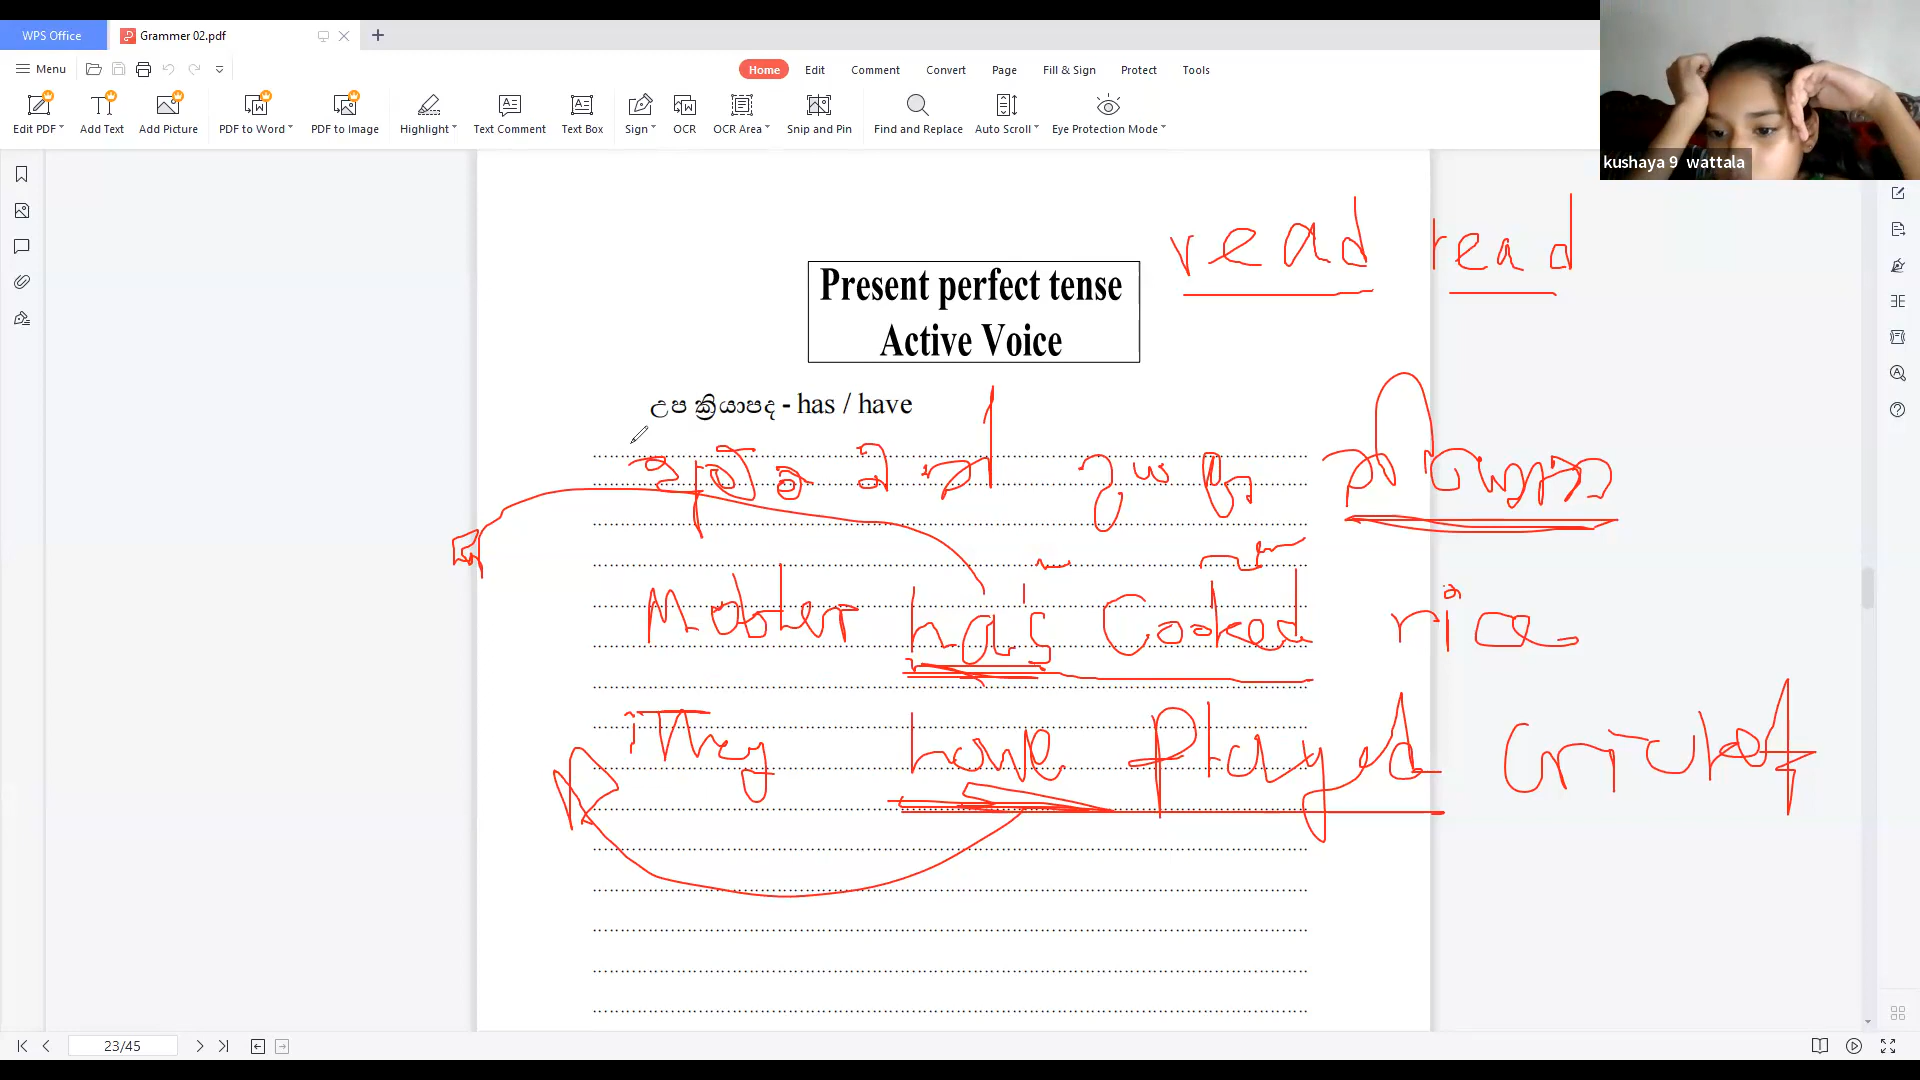 WPS Office Grammer 02.pdf
Menu Home Edit Comment Convert Page Fill & Sign Protect Tools
Edit PDF Add Text Add Picture PDF to Word PDF to Image Highlight Text Comment Text Box Sign OCR OCR Area Snip and Pin Find and Replace Auto Scroll Eye Protection Mode
kushaya 9 wattala
read read
Present perfect tense
Active Voice
උප ක්‍රියාපද - has / have
Mother has Cooked rice
They have Played Cricket
23/45